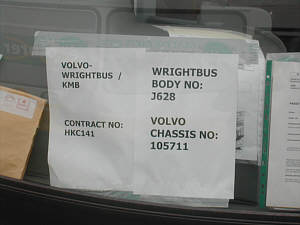 VOLVO-
WRIGHTBUS /
KMB
CONTRACT NO:
HKC141
WRIGHTBUS
BODY NO:
J628
VOLVO
CHASSIS NO:
105711